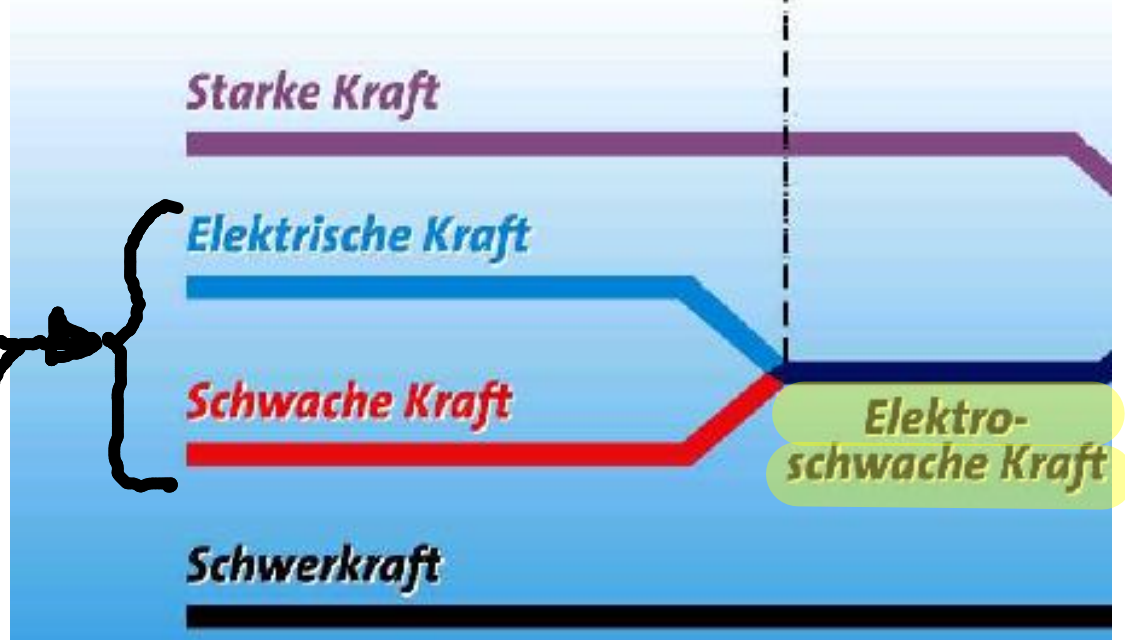 Starke Kraft
Elektrische Kraft
Schwache Kraft
Elektro-
schwache Kraft
Schwerkraft